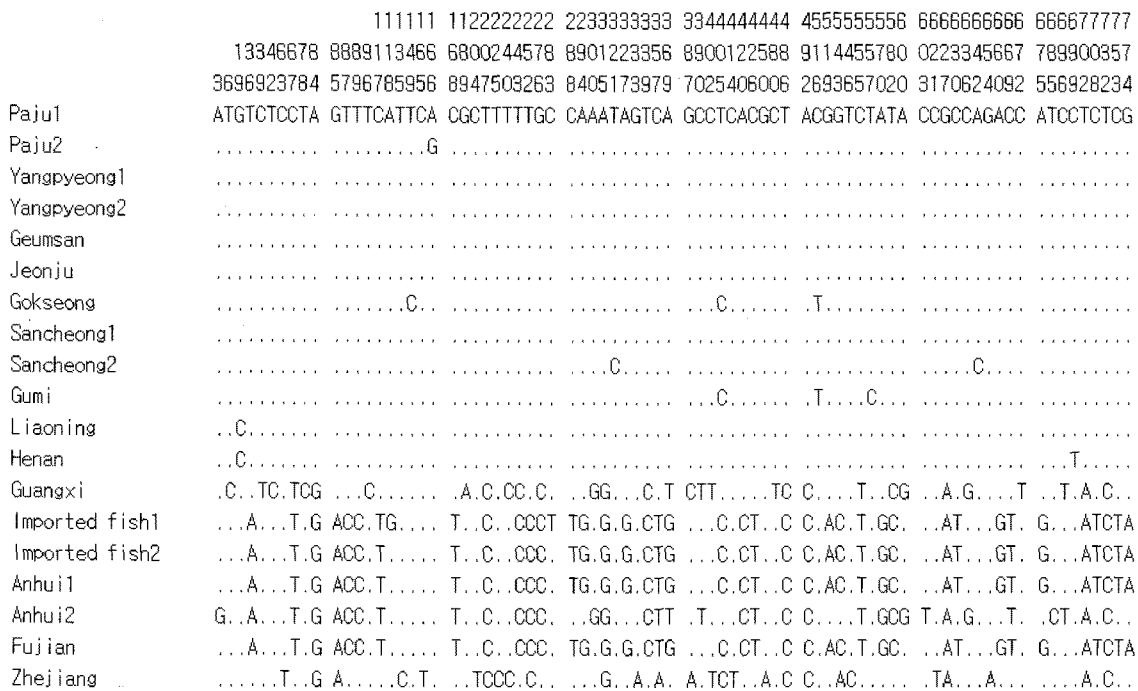 111111 1122222222 2233333333 3344444444 4555555556 6666666666 666677777
13346678 8889113466 6800244578 8901223356 8900122588 9114455780 0223345667 789900357
3696923784 5796785956 8947503263 8405173979 7025406006 2693657020 3170624092 556928234
Paju1 ATGTCTCCTA GTTTCATTCA CGCTTTTTGC CAAATAGTCA GCCTCACGCT ACGGTCTATA CCGCCAGACC ATCCTCTCG
Paju2 .......... .........G .......... .......... .......... .......... .......... .........
Yangpyeong1 .......... .......... .......... .......... .......... .......... .......... .........
Yangpyeong2 .......... .......... .......... .......... .......... .......... .......... .........
Geumsan .......... .......... .......... .......... .......... .......... .......... .........
Jeonju .......... .......... .......... .......... .......... .......... .......... .........
Gokseong .......... .......C.. .......... .......... ...C...... .T........ .......... .........
Sancheong1 .......... .......... .......... .......... .......... .......... .......... .........
Sancheong2 .......... .......... .......... ....C..... .......... .......... .....C.... .........
Gumi .......... .......... .......... .......... ...C...... .T....C... .......... .........
Liaoning ..C....... .......... .......... .......... .......... .......... .......... .........
Henan ..C....... .......... .......... .......... .......... .......... .......... ...T.....
Guangxi .C..TC.TCG ...C...... .A.C.CC.C. ..GG...C.T CTT.....TC C....T..CG ..A.G....T ..T.A.C..
Imported fish1 ...A...T.G ACC.TG.... T..C..CCCT TG.G.G.CTG ...C.CT..C C.AC.T.GC. ..AT...GT. G...ATCTA
Imported fish2 ...A...T.G ACC.T..... T..C..CCC. TG.G.G.CTG ...C.CT..C C.AC.T.GC. ..AT...GT. G...ATCTA
Anhui1 ...A...T.G ACC.T..... T..C..CCC. TG.G.G.CTG ...C.CT..C C.AC.T.GC. ..AT...GT. G...ATCTA
Anhui2 G..A...T.G ACC.T..... T..C..CCC. ..GG...CTT .T...CT..C C....T.GCG T.A.G...T. .CT.A.C..
Fujian ...A...T.G ACC.T..... T..C..CCC. TG.G.G.CTG ...C.CT..C C.AC.T.GC. ..AT...GT. G...ATCTA
Zhejiang ......T..G A.....C.T. ..TCCC.C.. ...G..A.A. A.TCT..A.C C..AC..... .TA...A... ....A.C..